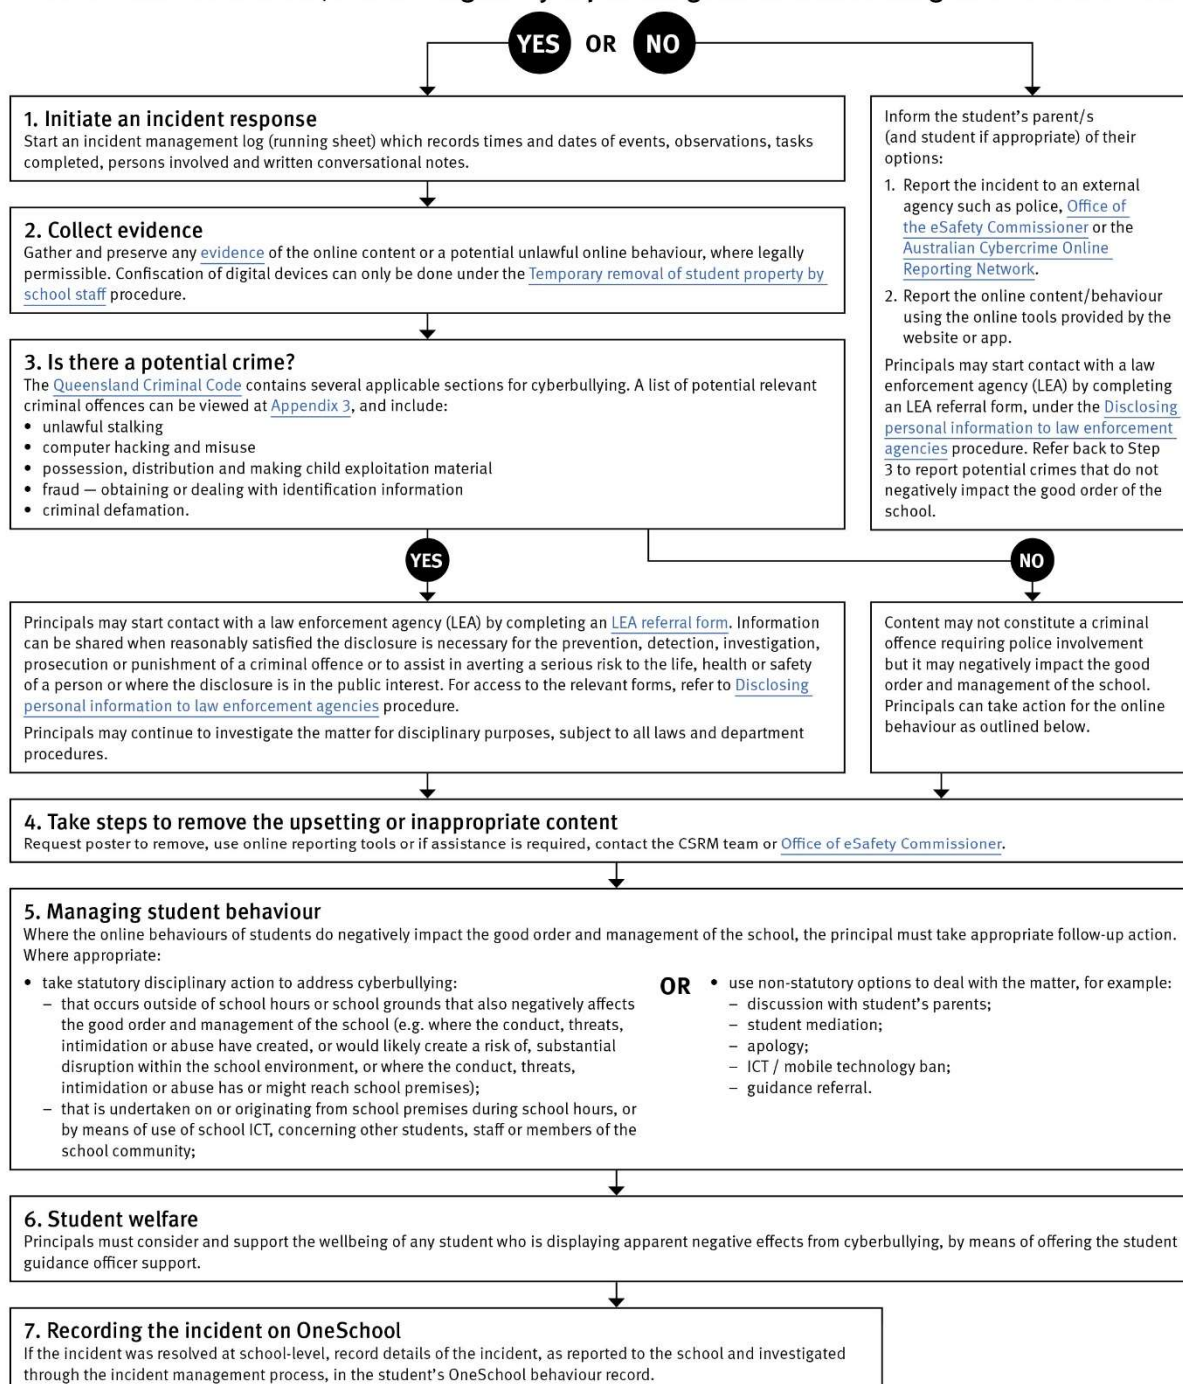 YES OR NO
1. Initiate an incident response
Start an incident management log (running sheet) which records times and dates of events, observations, tasks
completed, persons involved and written conversational notes.
2. Collect evidence
Gather and preserve any evidence of the online content or a potential unlawful online behaviour, where legally
permissible. Confiscation of digital devices can only be done under the Temporary removal of student property by
school staff procedure.
3. Is there a potential crime?
The Queensland Criminal Code contains several applicable sections for cyberbullying. A list of potential relevant
criminal offences can be viewed at Appendix 3, and include:
• unlawful stalking
• computer hacking and misuse
• possession, distribution and making child exploitation material
• fraud — obtaining or dealing with identification information
• criminal defamation.
Inform the student's parent/s
(and student if appropriate) of their
options:
1. Report the incident to an external
agency such as police, Office of
the eSafety Commissioner or the
Australian Cybercrime Online
Reporting Network.
2. Report the online content/behaviour
using the online tools provided by the
website or app.
Principals may start contact with a law
enforcement agency (LEA) by completing
an LEA referral form, under the Disclosing
personal information to law enforcement
agencies procedure. Refer back to Step
3 to report potential crimes that do not
negatively impact the good order of the
school.
YES
NO
Principals may start contact with a law enforcement agency (LEA) by completing an LEA referral form. Information
can be shared when reasonably satisfied the disclosure is necessary for the prevention, detection, investigation,
prosecution or punishment of a criminal offence or to assist in averting a serious risk to the life, health or safety
of a person or where the disclosure is in the public interest. For access to the relevant forms, refer to Disclosing
personal information to law enforcement agencies procedure.
Principals may continue to investigate the matter for disciplinary purposes, subject to all laws and department
procedures.
Content may not constitute a criminal
offence requiring police involvement
but it may negatively impact the good
order and management of the school.
Principals can take action for the online
behaviour as outlined below.
4. Take steps to remove the upsetting or inappropriate content
Request poster to remove, use online reporting tools or if assistance is required, contact the CSRM team or Office of eSafety Commissioner.
5. Managing student behaviour
Where the online behaviours of students do negatively impact the good order and management of the school, the principal must take appropriate follow-up action.
Where appropriate:
• take statutory disciplinary action to address cyberbullying:
– that occurs outside of school hours or school grounds that also negatively affects
the good order and management of the school (e.g. where the conduct, threats,
intimidation or abuse have created, or would likely create a risk of, substantial
disruption within the school environment, or where the conduct, threats,
intimidation or abuse has or might reach school premises);
– that is undertaken on or originating from school premises during school hours, or
by means of use of school ICT, concerning other students, staff or members of the
school community;
OR
• use non-statutory options to deal with the matter, for example:
– discussion with student's parents;
– student mediation;
– apology;
– ICT / mobile technology ban;
– guidance referral.
6. Student welfare
Principals must consider and support the wellbeing of any student who is displaying apparent negative effects from cyberbullying, by means of offering the student
guidance officer support.
7. Recording the incident on OneSchool
If the incident was resolved at school-level, record details of the incident, as reported to the school and investigated
through the incident management process, in the student's OneSchool behaviour record.